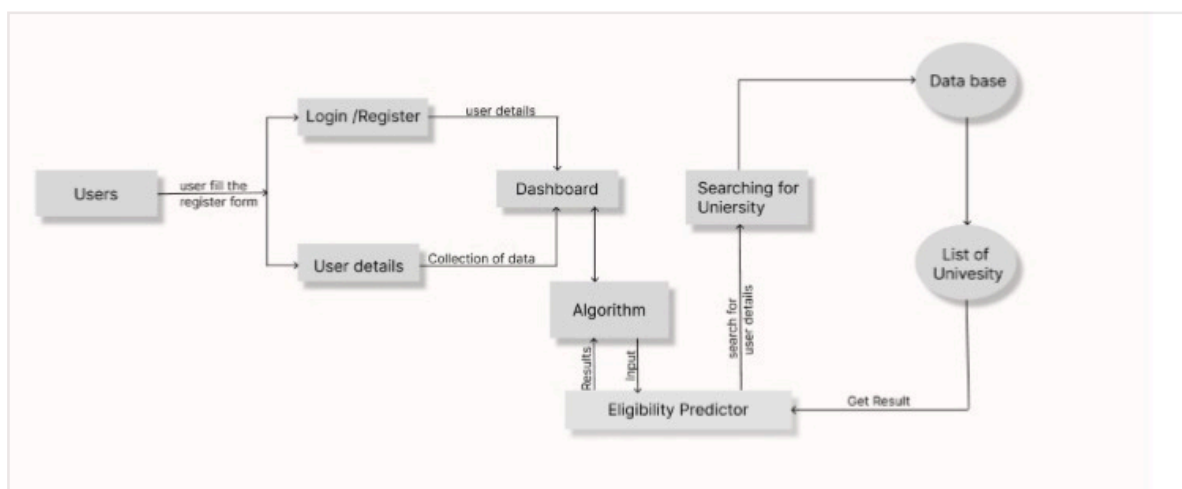 Data base
Login /Register
user details
Users
user fill the
register form
Dashboard
Searching for
Uniersity
User details
Collection of data
List of
Univesity
Algorithm
search for
user details
Results
Input
Eligibility Predictor
Get Result